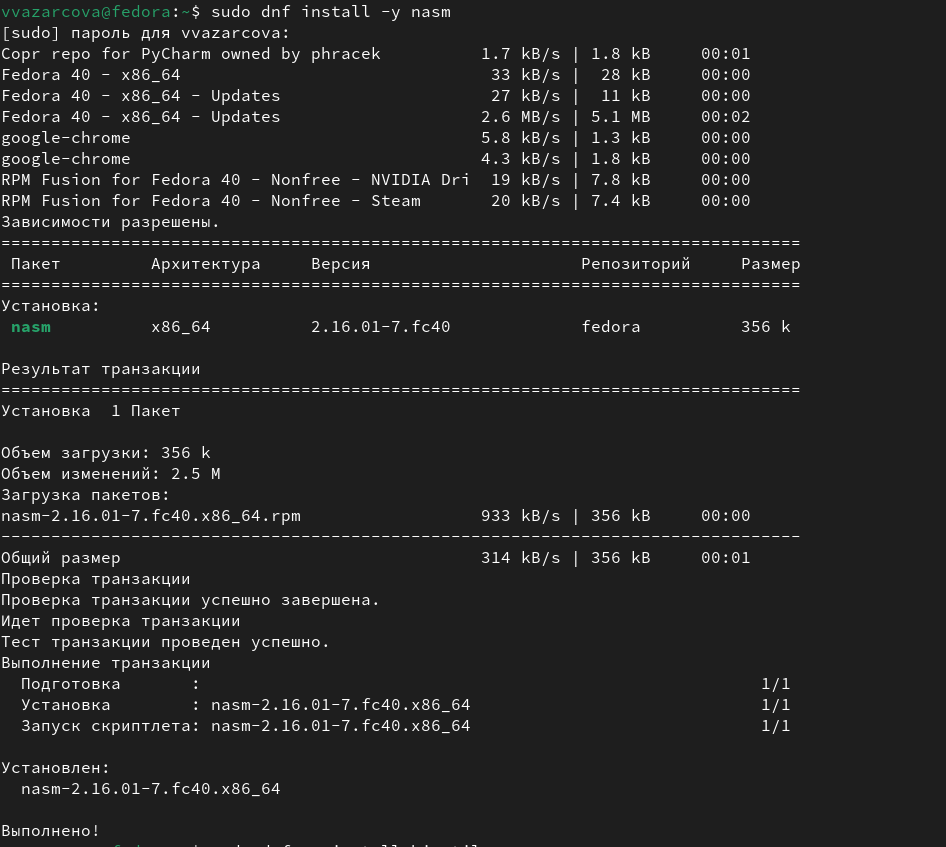 vvazarcova@fedora:~$ sudo dnf install -y nasm
[sudo] пароль для vvazarcova:
Copr repo for PyCharm owned by phracek 1.7 kB/s | 1.8 kB 00:01
Fedora 40 - x86_64 33 kB/s | 28 kB 00:00
Fedora 40 - x86_64 - Updates 27 kB/s | 11 kB 00:00
Fedora 40 - x86_64 - Updates 2.6 MB/s | 5.1 MB 00:02
google-chrome 5.8 kB/s | 1.3 kB 00:00
google-chrome 4.3 kB/s | 1.8 kB 00:00
RPM Fusion for Fedora 40 - Nonfree - NVIDIA Dri 19 kB/s | 7.8 kB 00:00
RPM Fusion for Fedora 40 - Nonfree - Steam 20 kB/s | 7.4 kB 00:00
Зависимости разрешены.
================================================================================
Пакет Архитектура Версия Репозиторий Размер
================================================================================
Установка:
nasm x86_64 2.16.01-7.fc40 fedora 356 k
Результат транзакции
================================================================================
Установка 1 Пакет
Объем загрузки: 356 k
Объем изменений: 2.5 M
Загрузка пакетов:
nasm-2.16.01-7.fc40.x86_64.rpm 933 kB/s | 356 kB 00:00
--------------------------------------------------------------------------------
Общий размер 314 kB/s | 356 kB 00:01
Проверка транзакции
Проверка транзакции успешно завершена.
Идет проверка транзакции
Тест транзакции проведен успешно.
Выполнение транзакции
Подготовка : 1/1
Установка : nasm-2.16.01-7.fc40.x86_64 1/1
Запуск скриптлета: nasm-2.16.01-7.fc40.x86_64 1/1
Установлен:
nasm-2.16.01-7.fc40.x86_64
Выполнено!